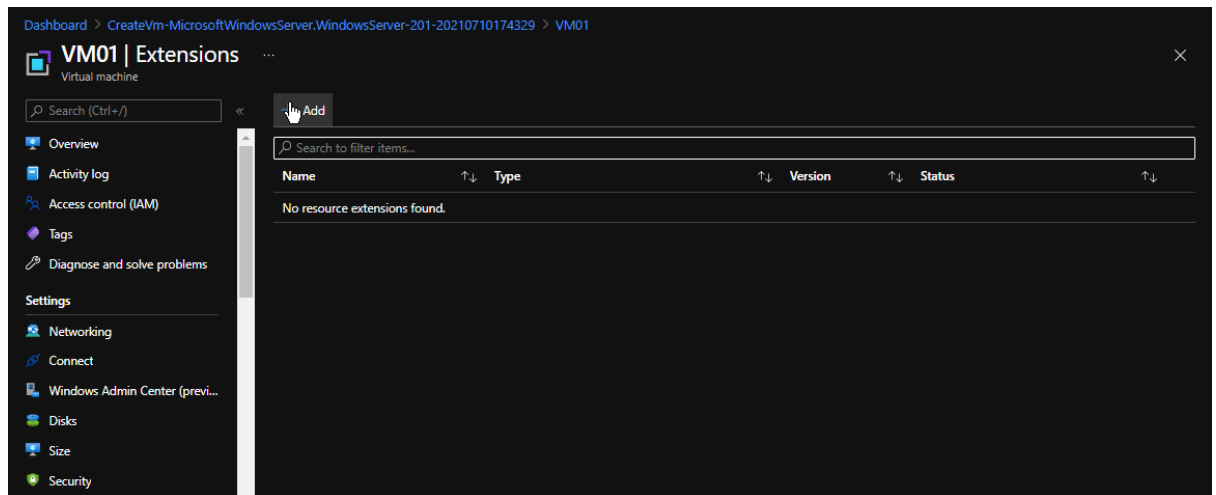 Dashboard > CreateVm-MicrosoftWindowsServer.WindowsServer-201-20210710174329 > VM01
VM01 | Extensions ...
Virtual machine
Search (Ctrl+/) «
Add
Search to filter items...
Name ↑↓ Type ↑↓ Version ↑↓ Status ↑↓
No resource extensions found.
Overview
Activity log
Access control (IAM)
Tags
Diagnose and solve problems
Settings
Networking
Connect
Windows Admin Center (previ...
Disks
Size
Security